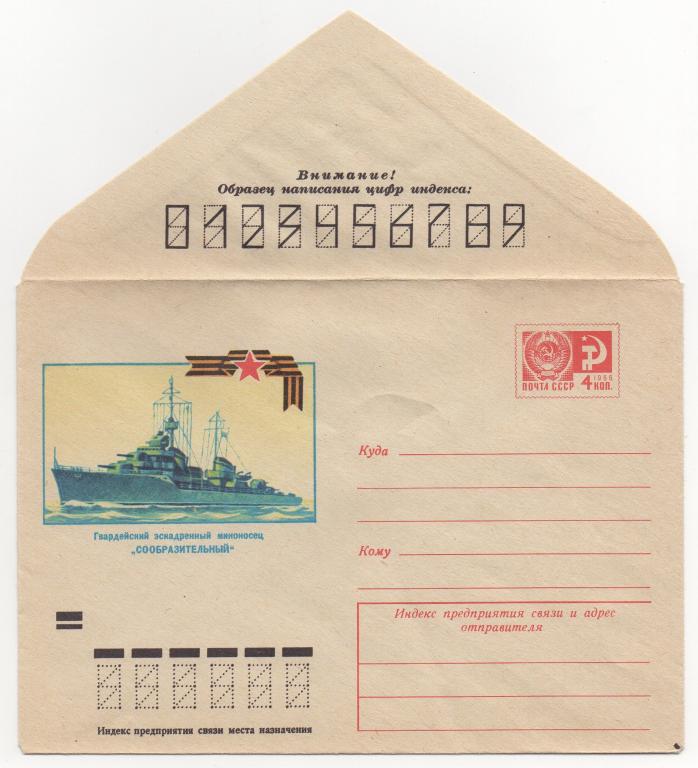 Внимание!
Образец написания цифр индекса:
0123456789
1966
ПОЧТА СССР 4 КОП.
Гвардейский эскадренный миноносец
„СООБРАЗИТЕЛЬНЫЙ“
Куда
Кому
Индекс предприятия связи и адрес
отправителя
Индекс предприятия связи места назначения